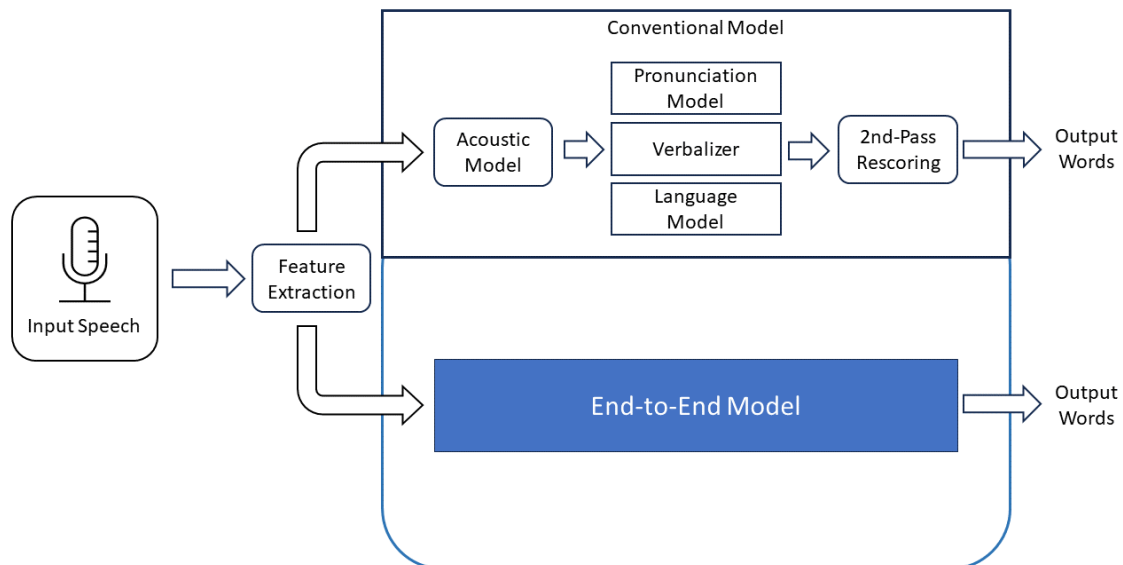 Conventional Model
Pronunciation
Model
Acoustic
Model
Verbalizer
2nd-Pass
Rescoring
Output
Words
Language
Model
Input Speech
Feature
Extraction
End-to-End Model
Output
Words